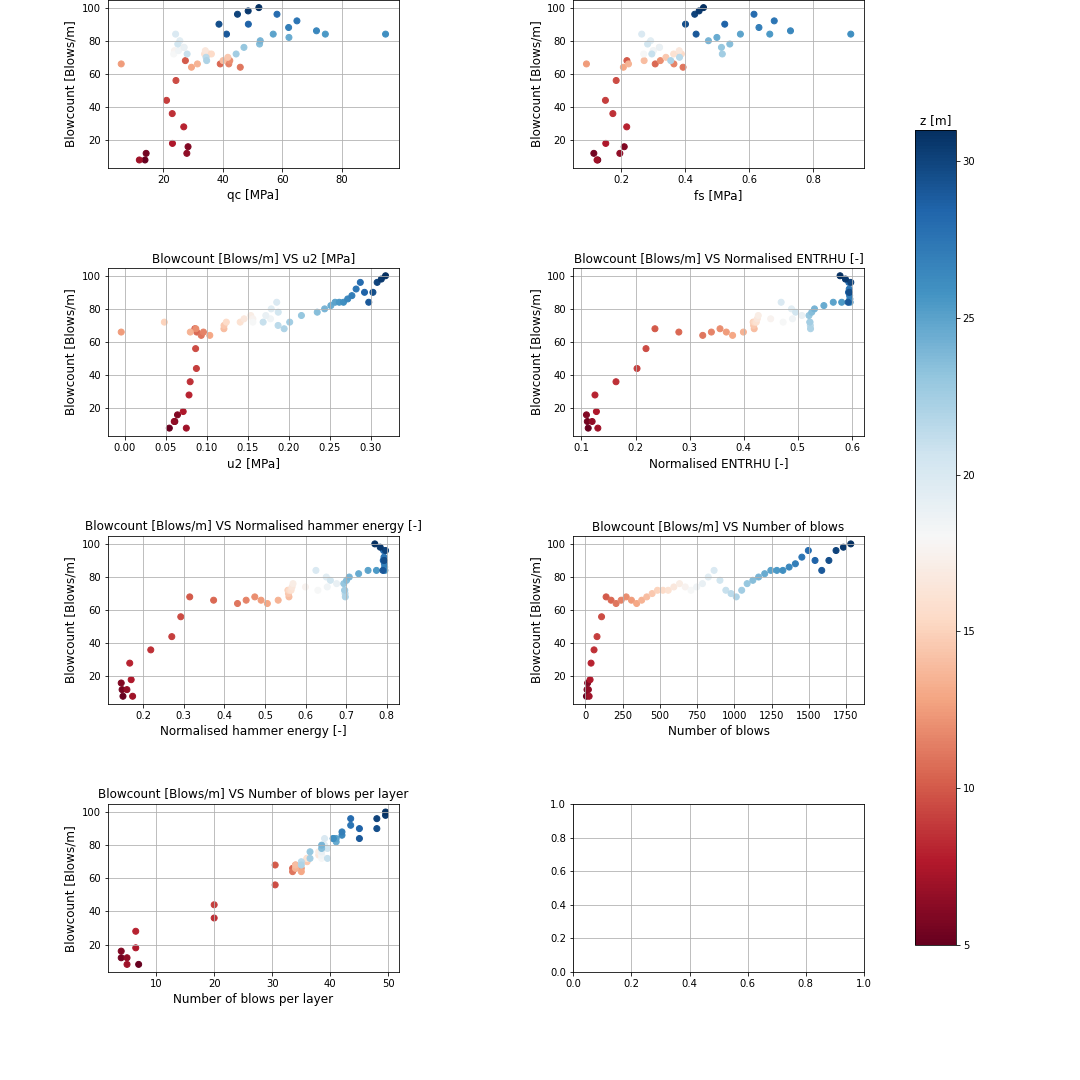 100
80
60
40
20
Blowcount [Blows/m]
20 40 60 80
qc [MPa]
100
80
60
40
20
Blowcount [Blows/m]
0.2 0.4 0.6 0.8
fs [MPa]
Blowcount [Blows/m] VS u2 [MPa]
100
80
60
40
20
Blowcount [Blows/m]
0.00 0.05 0.10 0.15 0.20 0.25 0.30
u2 [MPa]
Blowcount [Blows/m] VS Normalised ENTRHU [-]
100
80
60
40
20
Blowcount [Blows/m]
0.1 0.2 0.3 0.4 0.5 0.6
Normalised ENTRHU [-]
Blowcount [Blows/m] VS Normalised hammer energy [-]
100
80
60
40
20
Blowcount [Blows/m]
0.2 0.3 0.4 0.5 0.6 0.7 0.8
Normalised hammer energy [-]
Blowcount [Blows/m] VS Number of blows
100
80
60
40
20
Blowcount [Blows/m]
0 250 500 750 1000 1250 1500 1750
Number of blows
Blowcount [Blows/m] VS Number of blows per layer
100
80
60
40
20
Blowcount [Blows/m]
10 20 30 40 50
Number of blows per layer
1.0
0.8
0.6
0.4
0.2
0.0
0.0 0.2 0.4 0.6 0.8 1.0
z [m]
30
25
20
15
10
5